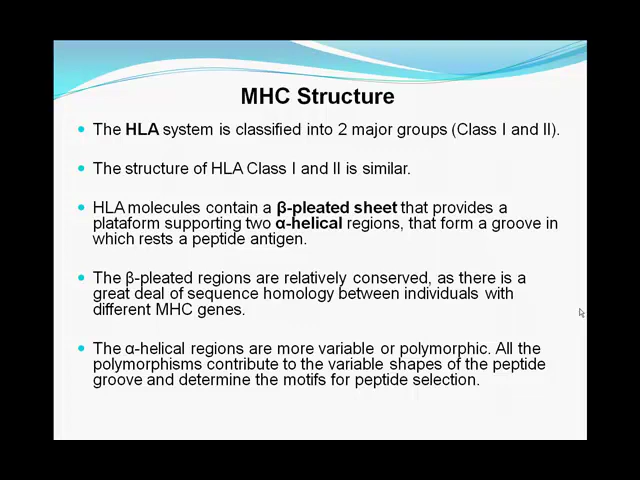 MHC Structure
The HLA system is classified into 2 major groups (Class I and II).
The structure of HLA Class I and II is similar.
HLA molecules contain a β-pleated sheet that provides a
plataform supporting two α-helical regions, that form a groove in
which rests a peptide antigen.
The β-pleated regions are relatively conserved, as there is a
great deal of sequence homology between individuals with
different MHC genes.
The α-helical regions are more variable or polymorphic. All the
polymorphisms contribute to the variable shapes of the peptide
groove and determine the motifs for peptide selection.